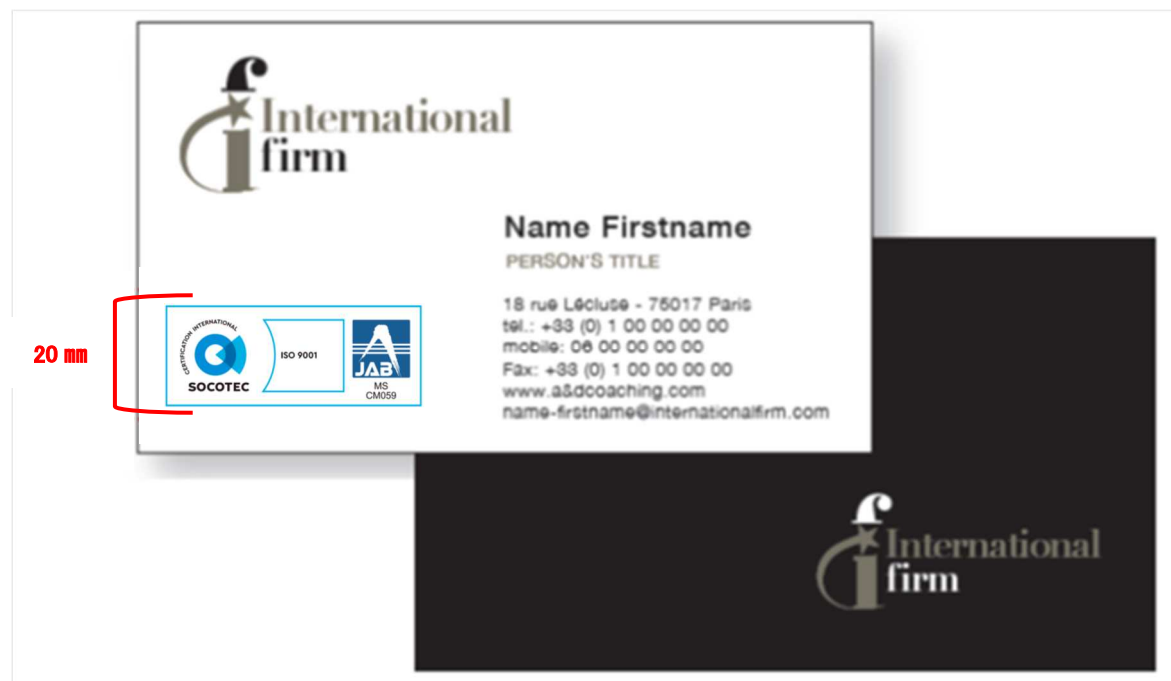 f
International
firm
Name Firstname
PERSON'S TITLE
18 rue Lécluse - 75017 Paris
tél.: +33 (0) 1 00 00 00 00
mobile: 06 00 00 00 00
Fax: +33 (0) 1 00 00 00 00
www.a&dcoaching.com
name-firstname@internationalfirm.com
20 mm
CERTIFICATION INTERNATIONAL
SOCOTEC
ISO 9001
JAB
MS
CM059
f
International
firm